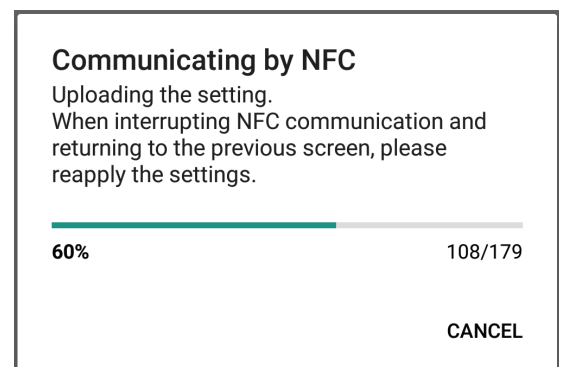 Communicating by NFC
Uploading the setting.
When interrupting NFC communication and
returning to the previous screen, please
reapply the settings.
60%
108/179
CANCEL